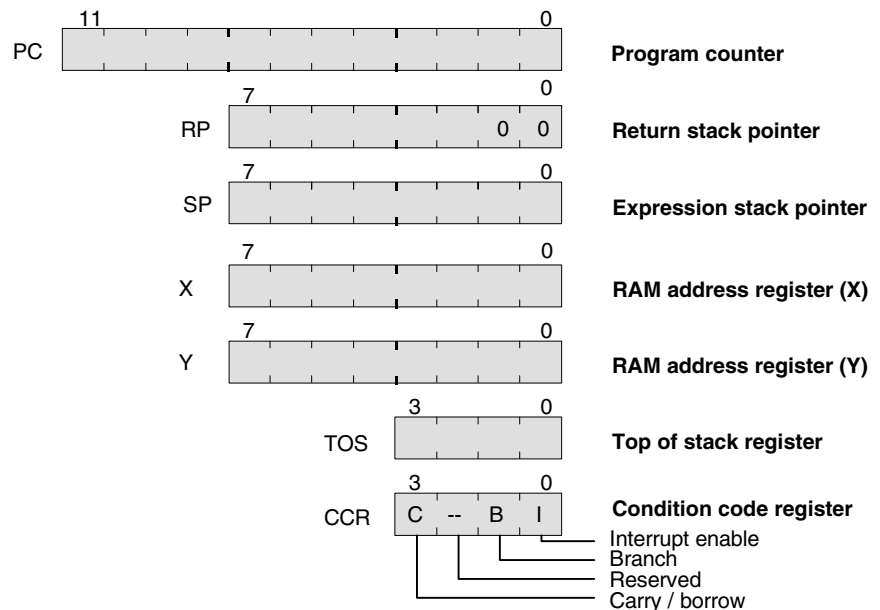 11 0
PC Program counter
7 0
RP 0 0 Return stack pointer
7 0
SP Expression stack pointer
7 0
X RAM address register (X)
7 0
Y RAM address register (Y)
3 0
TOS Top of stack register
3 0
CCR C -- B I Condition code register
Interrupt enable
Branch
Reserved
Carry / borrow